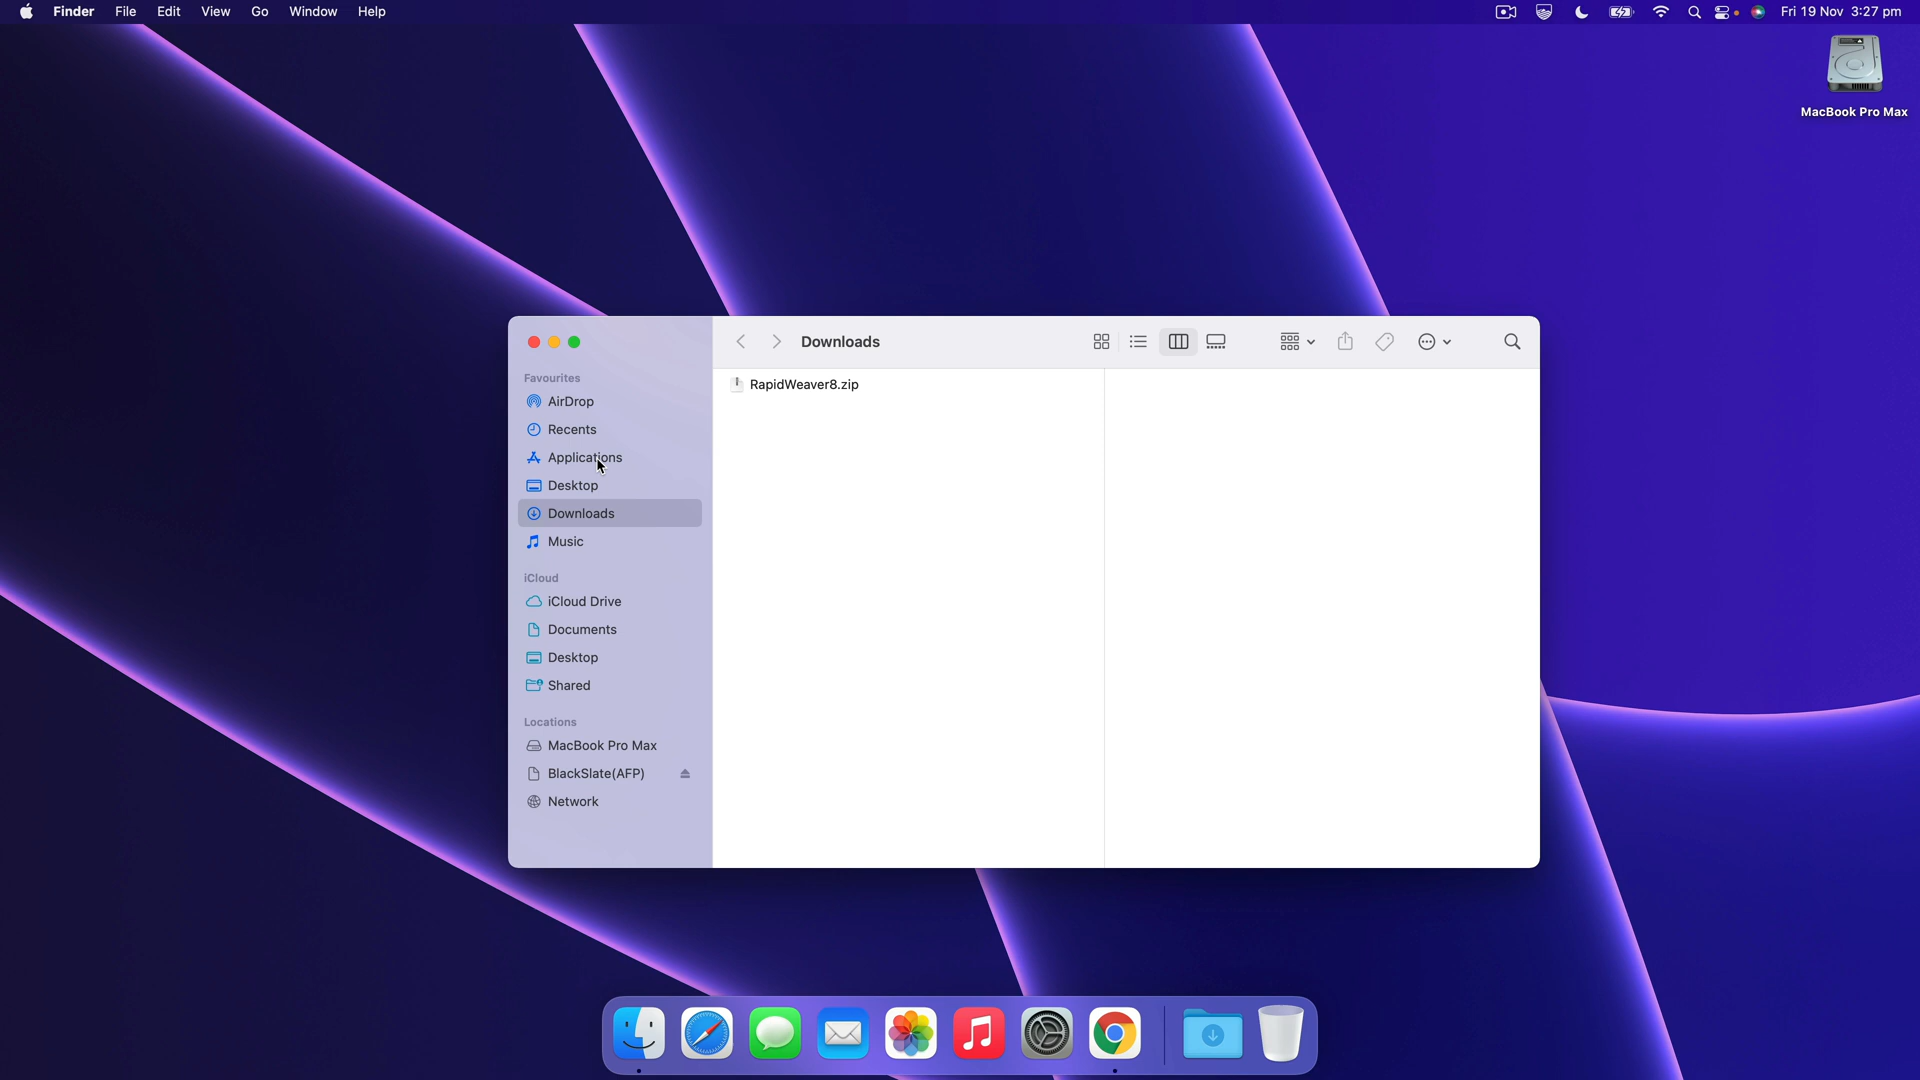 Finder File Edit View Go Window Help Fri 19 Nov 3:27 pm
MacBook Pro Max
Downloads
Favourites
AirDrop
Recents
Applications
Desktop
Downloads
Music
iCloud
iCloud Drive
Documents
Desktop
Shared
Locations
MacBook Pro Max
BlackSlate(AFP)
Network
RapidWeaver8.zip